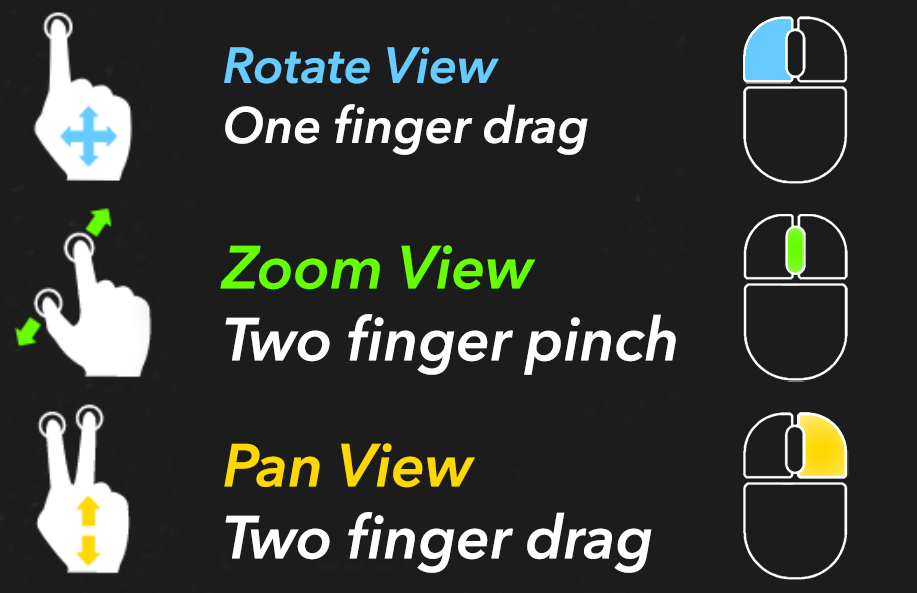 Rotate View
One finger drag
Zoom View
Two finger pinch
Pan View
Two finger drag